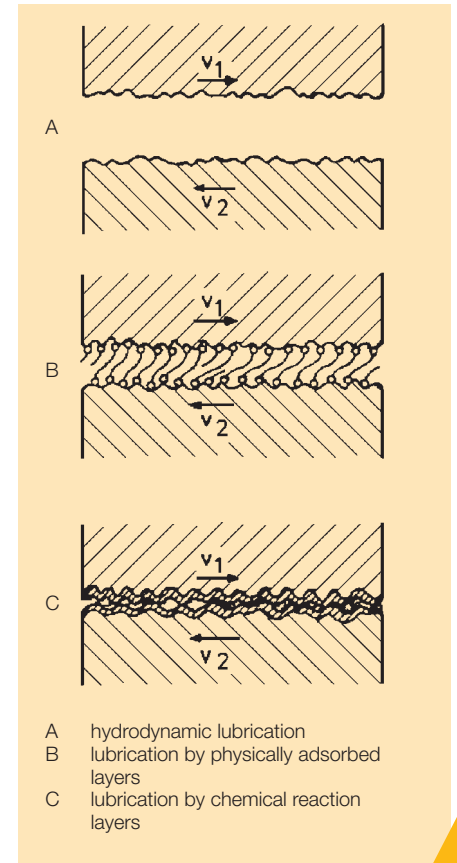 v1
A
v2
v1
B
v2
v1
C
v2
A hydrodynamic lubrication
B lubrication by physically adsorbed
layers
C lubrication by chemical reaction
layers